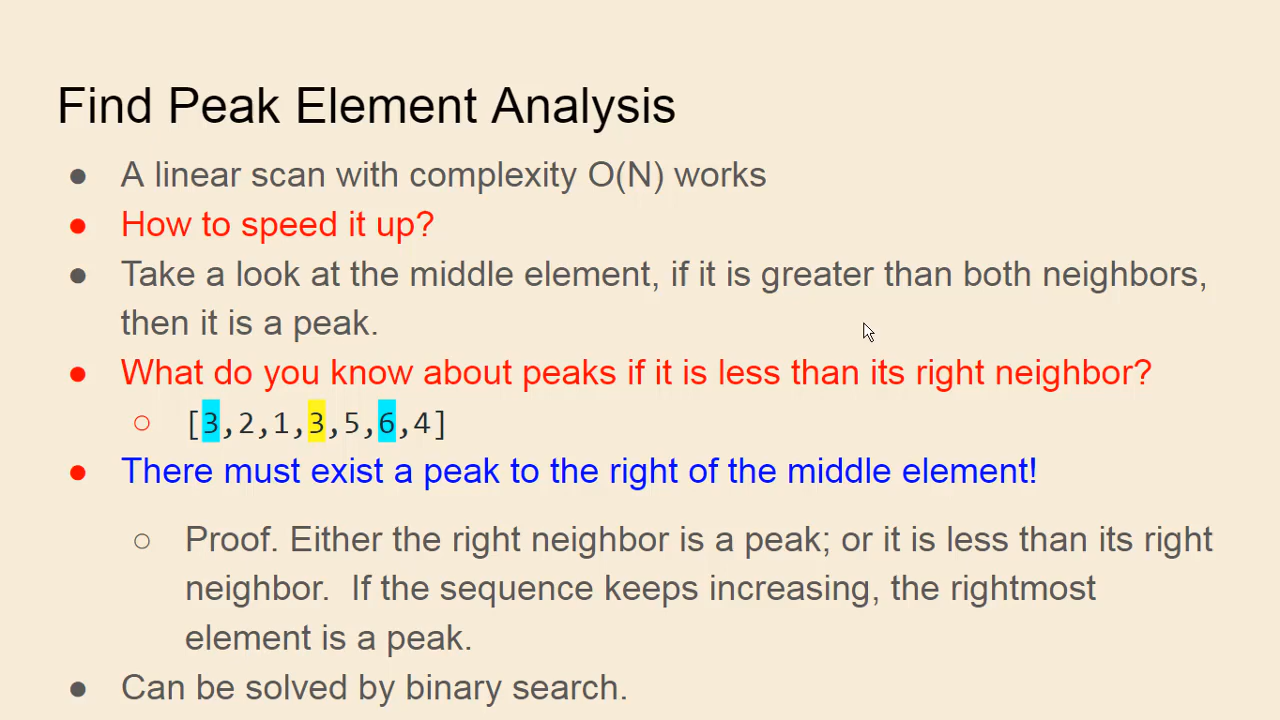 Find Peak Element Analysis
● A linear scan with complexity O(N) works
● How to speed it up?
● Take a look at the middle element, if it is greater than both neighbors,
then it is a peak.
● What do you know about peaks if it is less than its right neighbor?
○ [3,2,1,3,5,6,4]
● There must exist a peak to the right of the middle element!
○ Proof. Either the right neighbor is a peak; or it is less than its right
neighbor.  If the sequence keeps increasing, the rightmost
element is a peak.
● Can be solved by binary search.